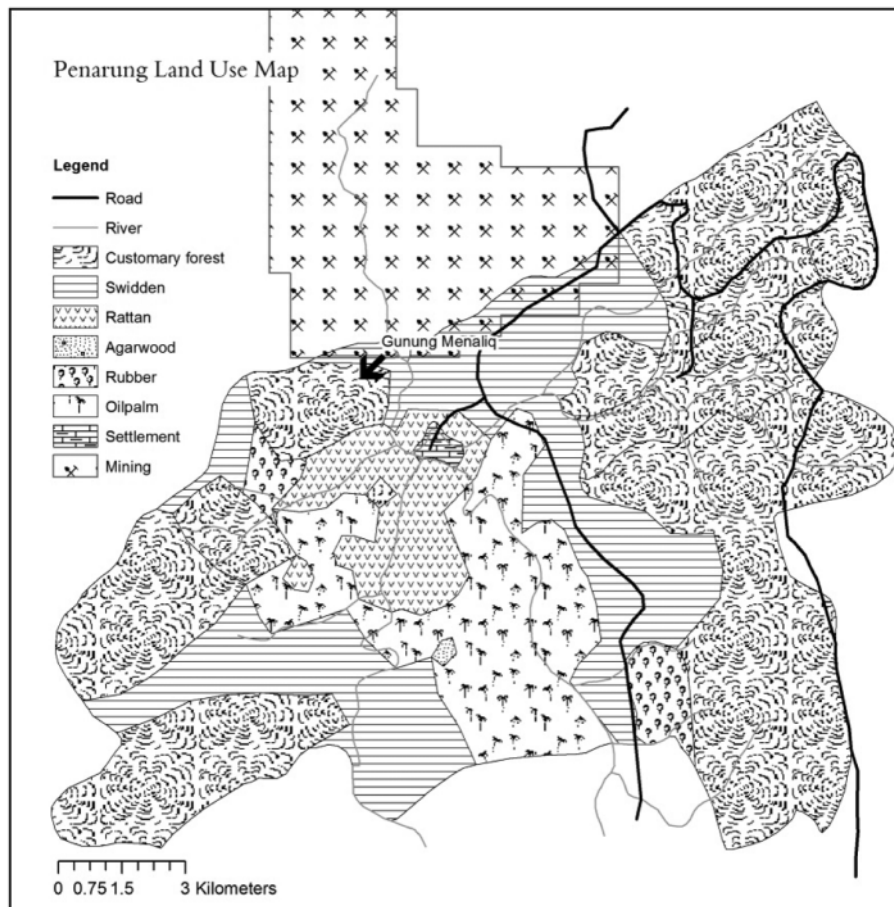 Penarung Land Use Map
Legend
Road
River
Customary forest
Swidden
Rattan
Agarwood
Rubber
Oilpalm
Settlement
Mining
Gunung Menaliq
0 0.75 1.5 3 Kilometers